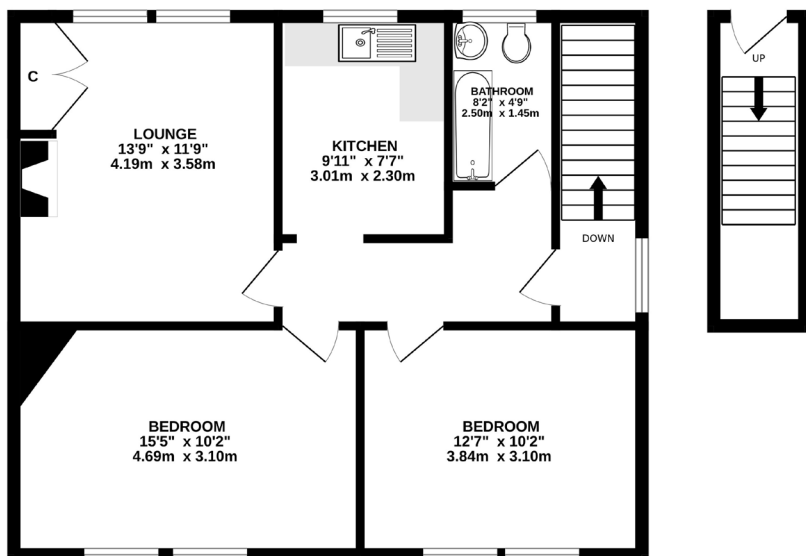 C
LOUNGE
13'9" x 11'9"
4.19m x 3.58m
KITCHEN
9'11" x 7'7"
3.01m x 2.30m
BATHROOM
8'2" x 4'9"
2.50m x 1.45m
DOWN
UP
BEDROOM
15'5" x 10'2"
4.69m x 3.10m
BEDROOM
12'7" x 10'2"
3.84m x 3.10m